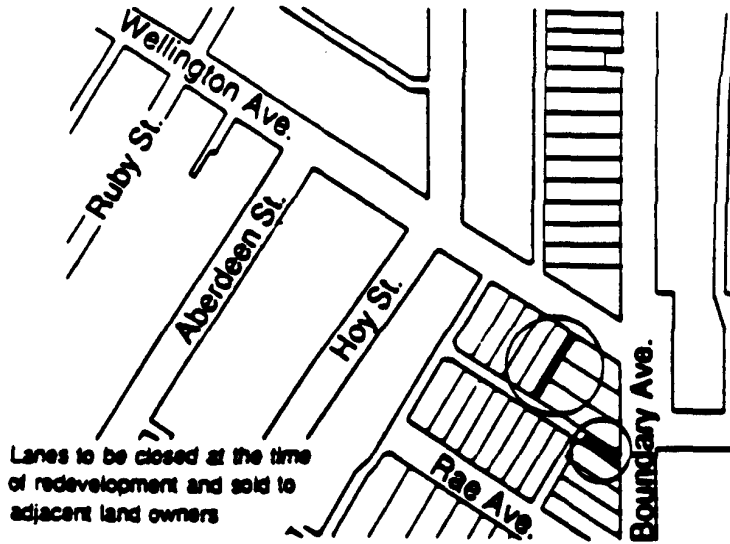 Wellington Ave.
Ruby St.
Aberdeen St.
Hoy St.
Boundary Ave.
Rae Ave.
Lanes to be closed at the time
of redevelopment and sold to
adjacent land owners